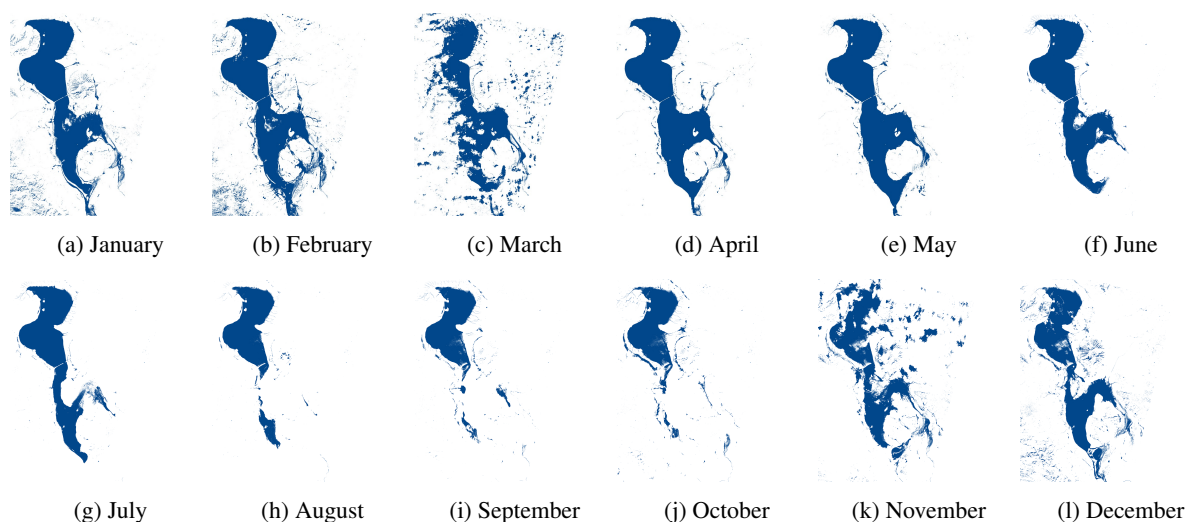 (a) January (b) February (c) March (d) April (e) May (f) June
(g) July (h) August (i) September (j) October (k) November (l) December